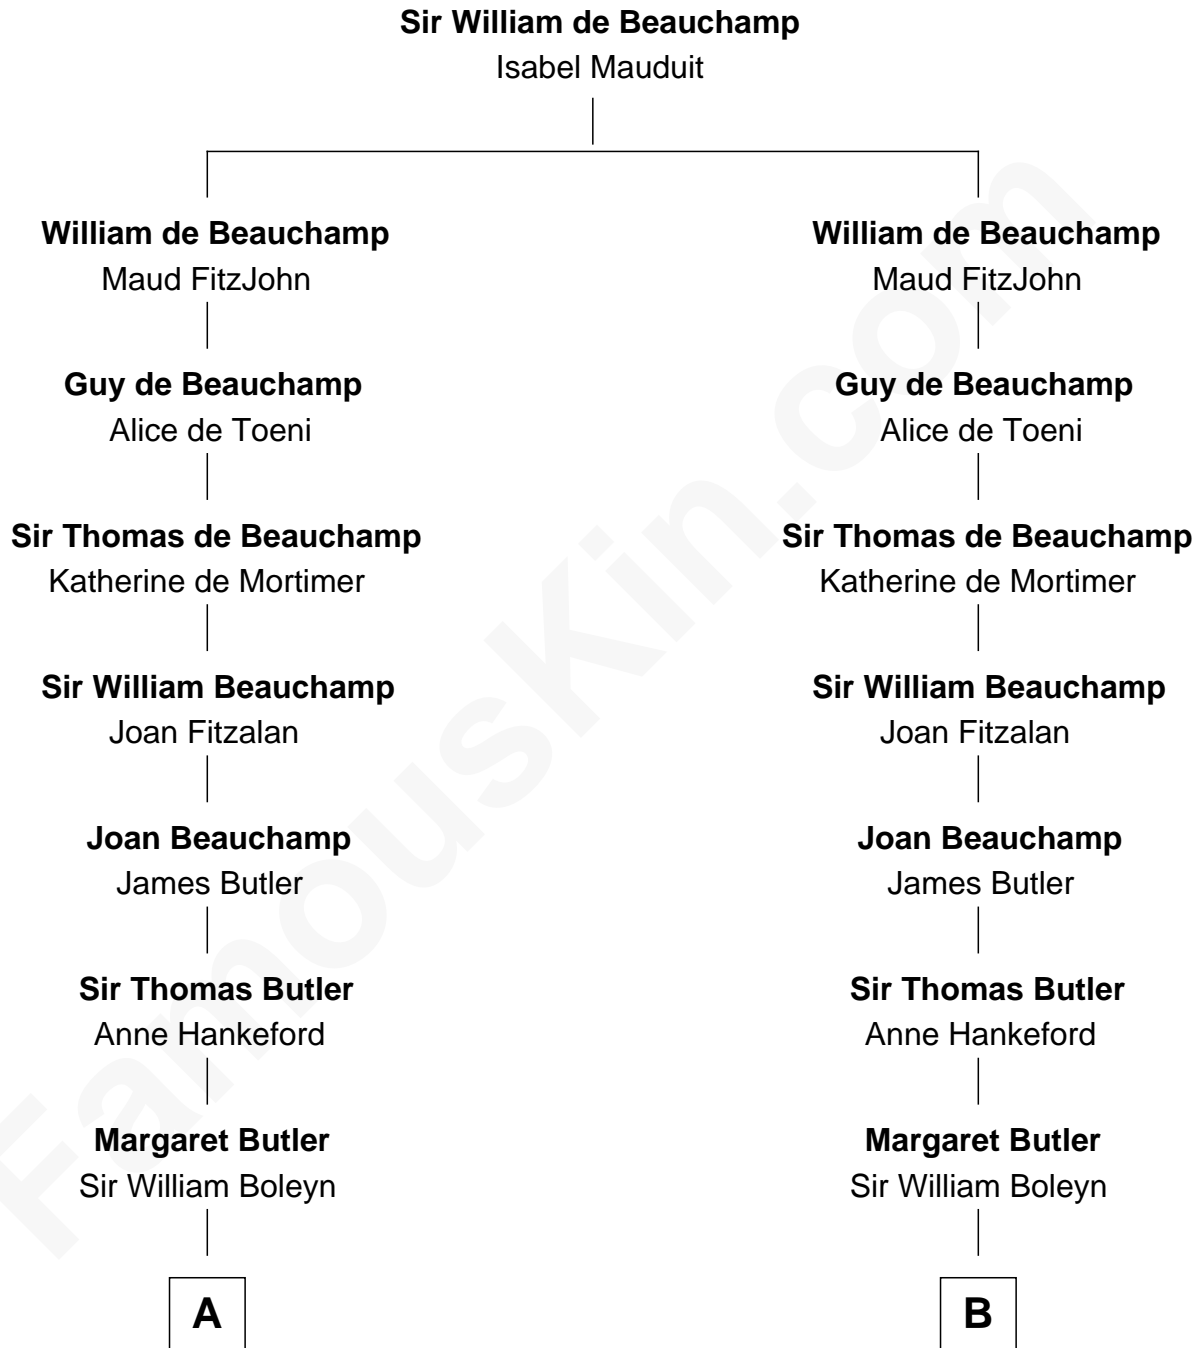 Sir William de Beauchamp
Isabel Mauduit
William de Beauchamp
Maud FitzJohn
Guy de Beauchamp
Alice de Toeni
Sir Thomas de Beauchamp
Katherine de Mortimer
Sir William Beauchamp
Joan Fitzalan
Joan Beauchamp
James Butler
Sir Thomas Butler
Anne Hankeford
Margaret Butler
Sir William Boleyn
A
William de Beauchamp
Maud FitzJohn
Guy de Beauchamp
Alice de Toeni
Sir Thomas de Beauchamp
Katherine de Mortimer
Sir William Beauchamp
Joan Fitzalan
Joan Beauchamp
James Butler
Sir Thomas Butler
Anne Hankeford
Margaret Butler
Sir William Boleyn
B
FamousKin.com